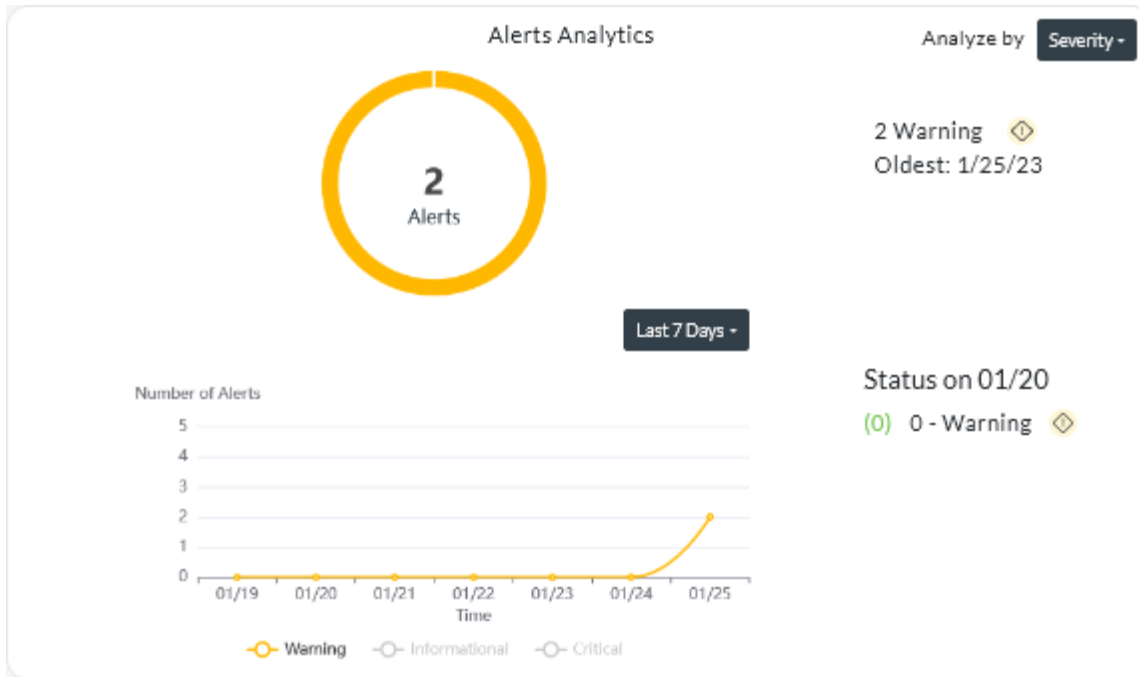 Alerts Analytics
Analyze by Severity
2 Warning
Oldest: 1/25/23
2
Alerts
Last 7 Days
Status on 01/20
(0) 0 - Warning
Number of Alerts
5
4
3
2
1
0
01/19 01/20 01/21 01/22 01/23 01/24 01/25
Time
Warning Informational Critical